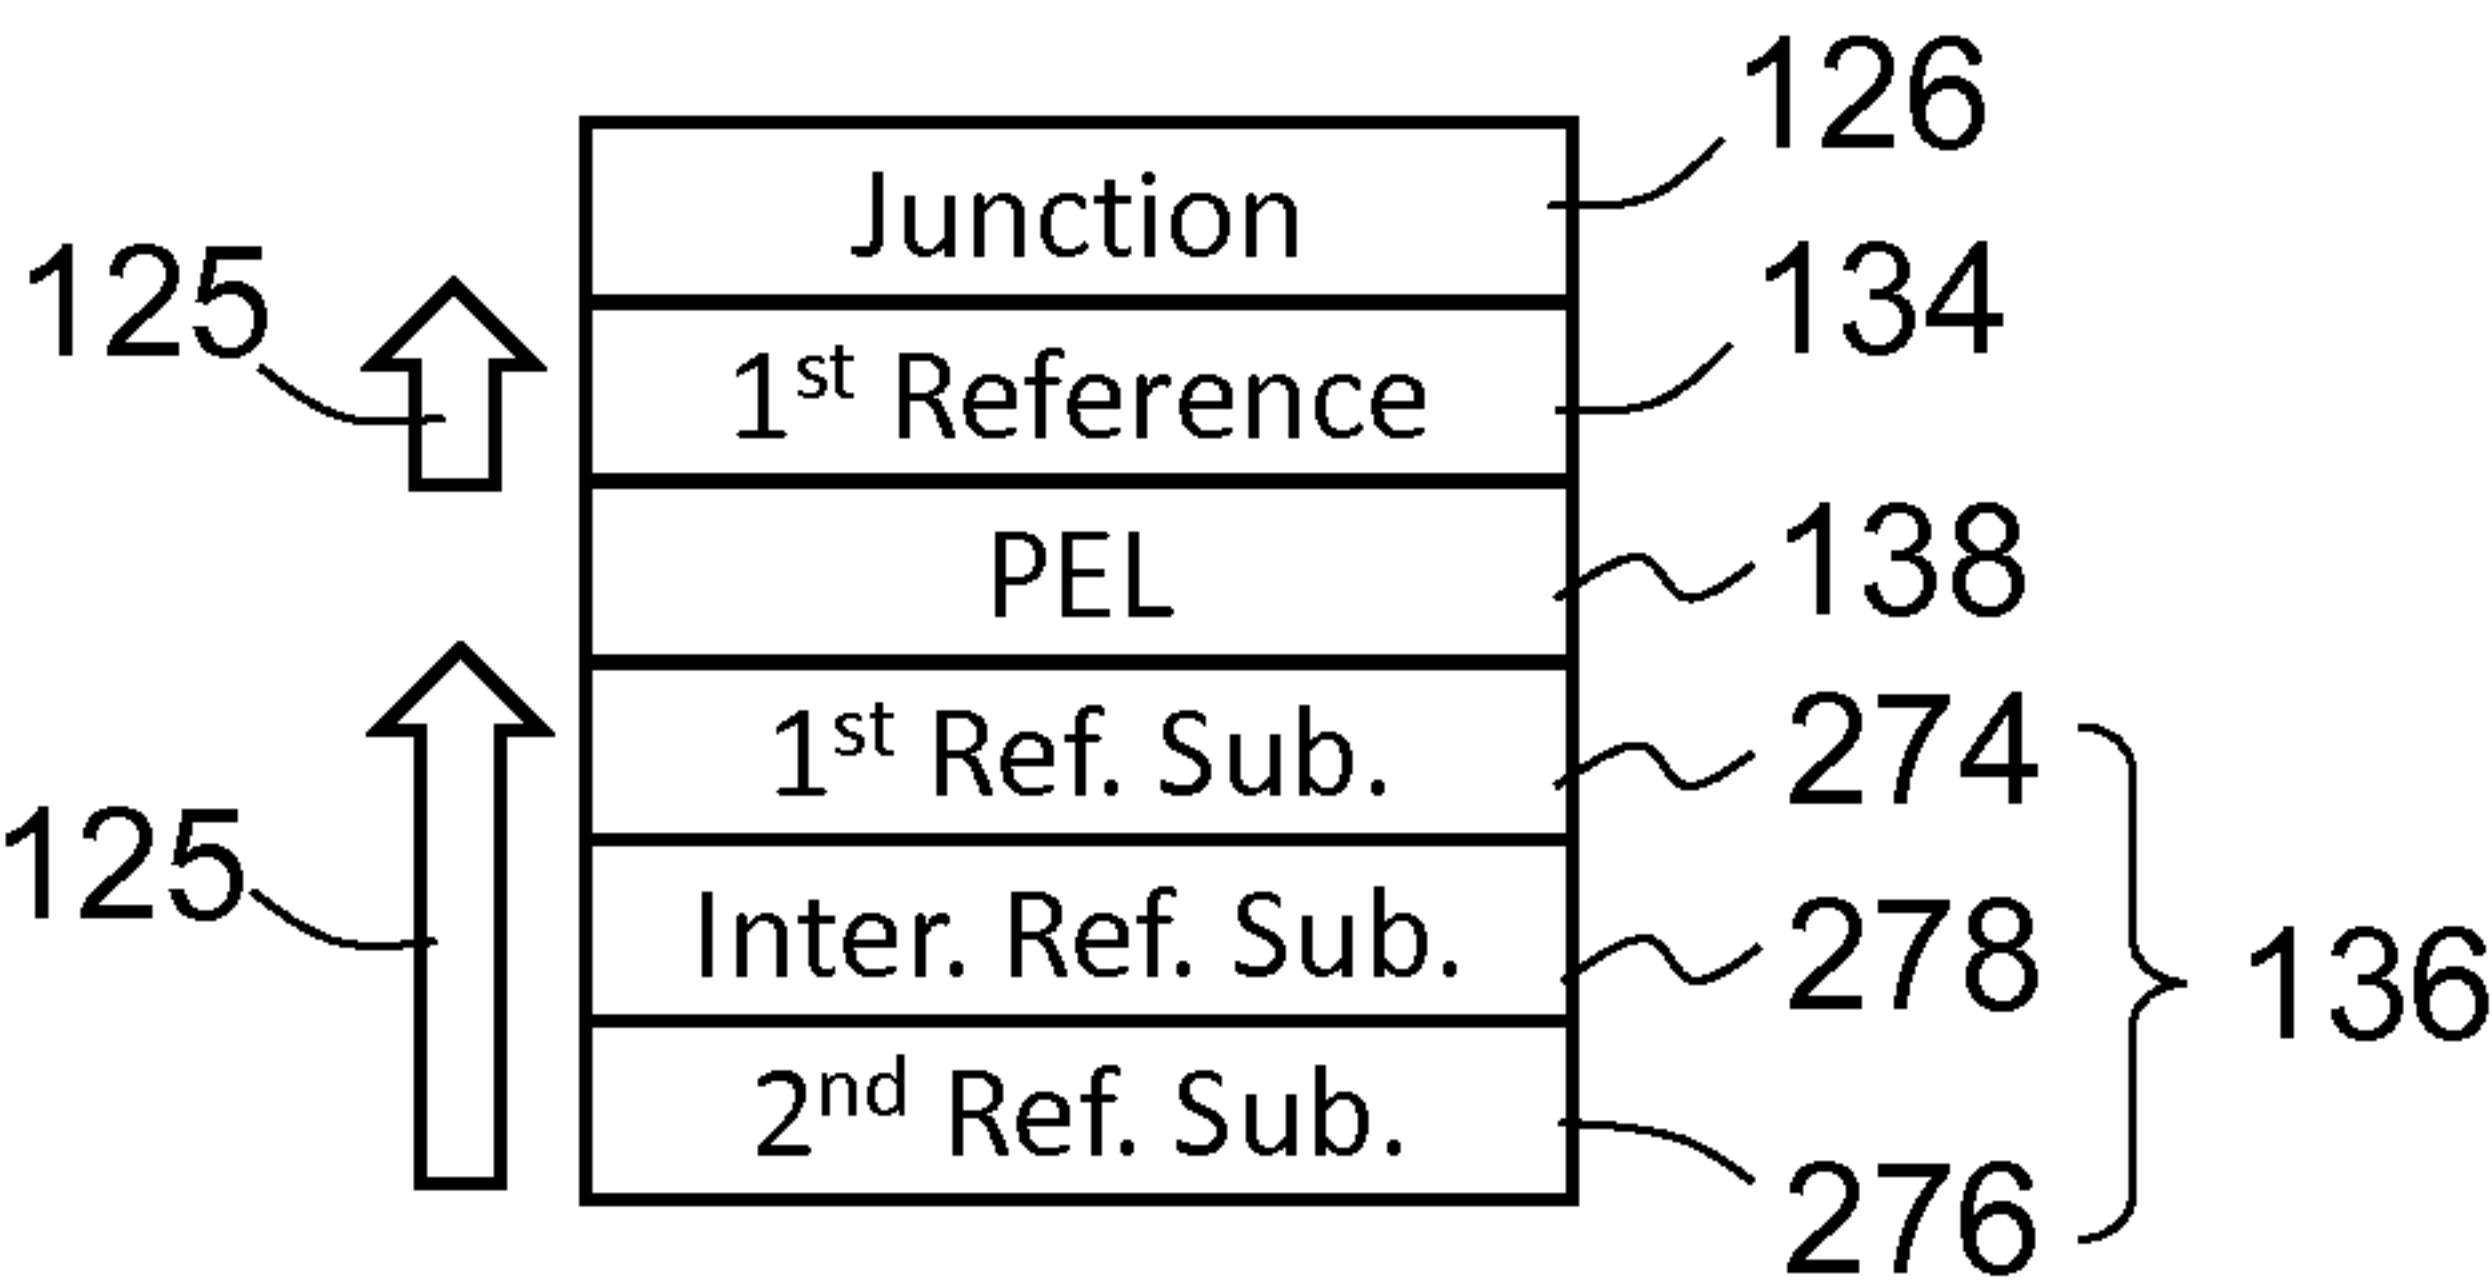 126
Junction
125
134
1st Reference
PEL
138
1st Ref. Sub.
274
125
Inter. Ref. Sub.
278
136
2nd Ref. Sub.
276